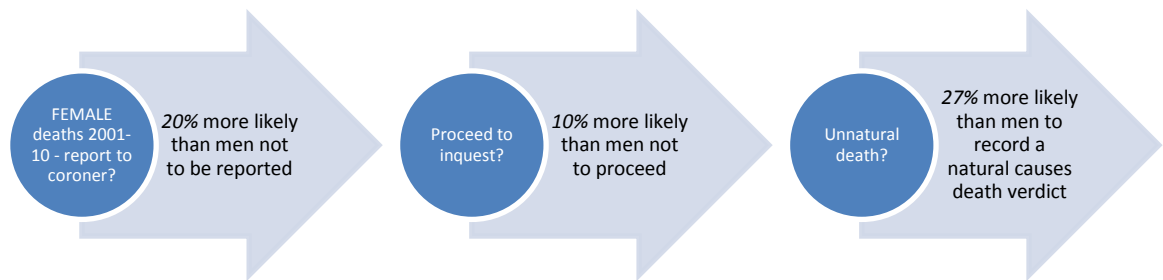 FEMALE
deaths 2001-
10 - report to
coroner?
20% more likely
than men not
to be reported
Proceed to
inquest?
10% more likely
than men not
to proceed
Unnatural
death?
27% more likely
than men to
record a
natural causes
death verdict